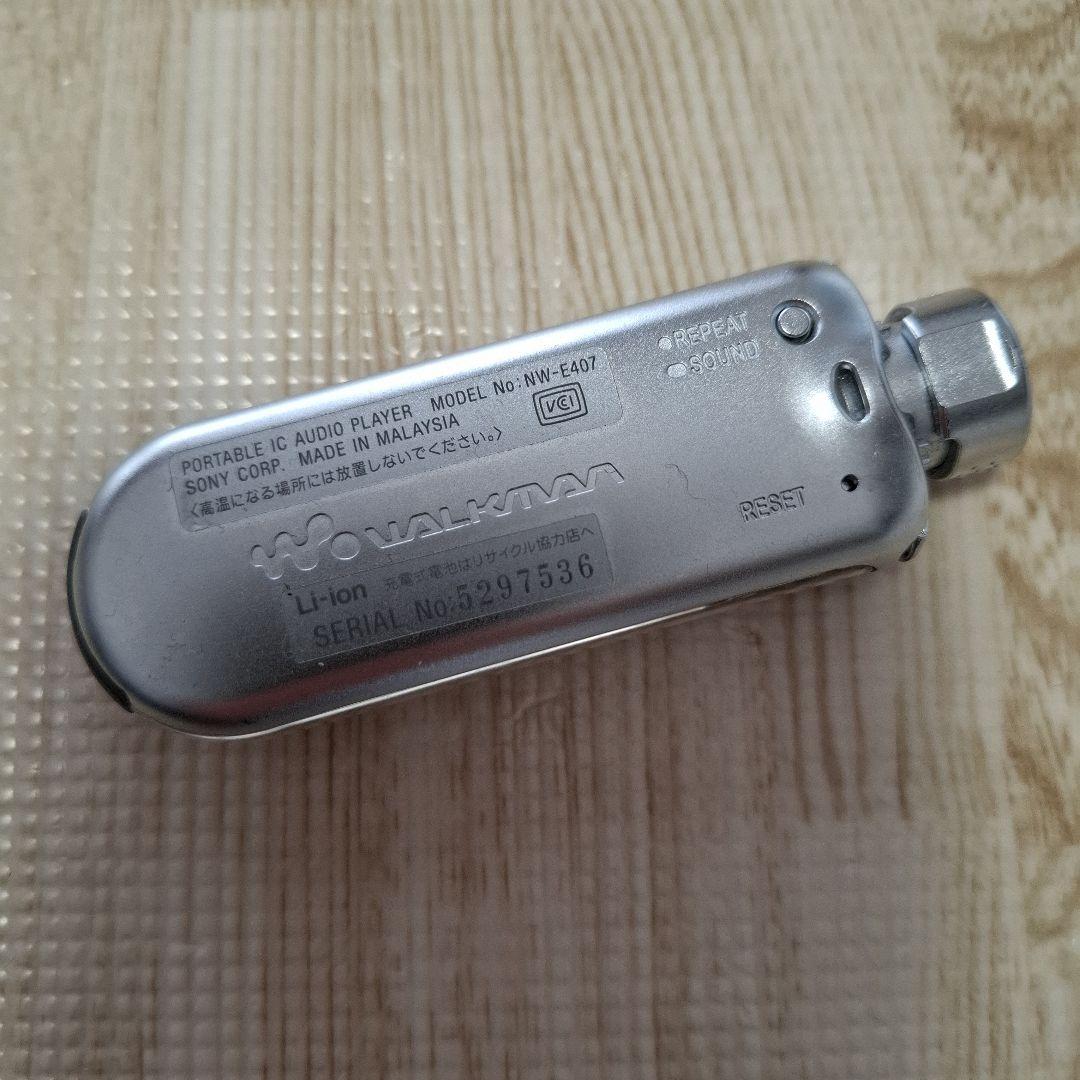 REPEAT
SOUND
PORTABLE IC AUDIO PLAYER MODEL No: NW-E407
SONY CORP. MADE IN MALAYSIA
VCI
〈高温になる場所には放置しないでください。〉
WALKMAN
RESET
Li-ion 充電式電池はリサイクル協力店へ
SERIAL No: 5297536